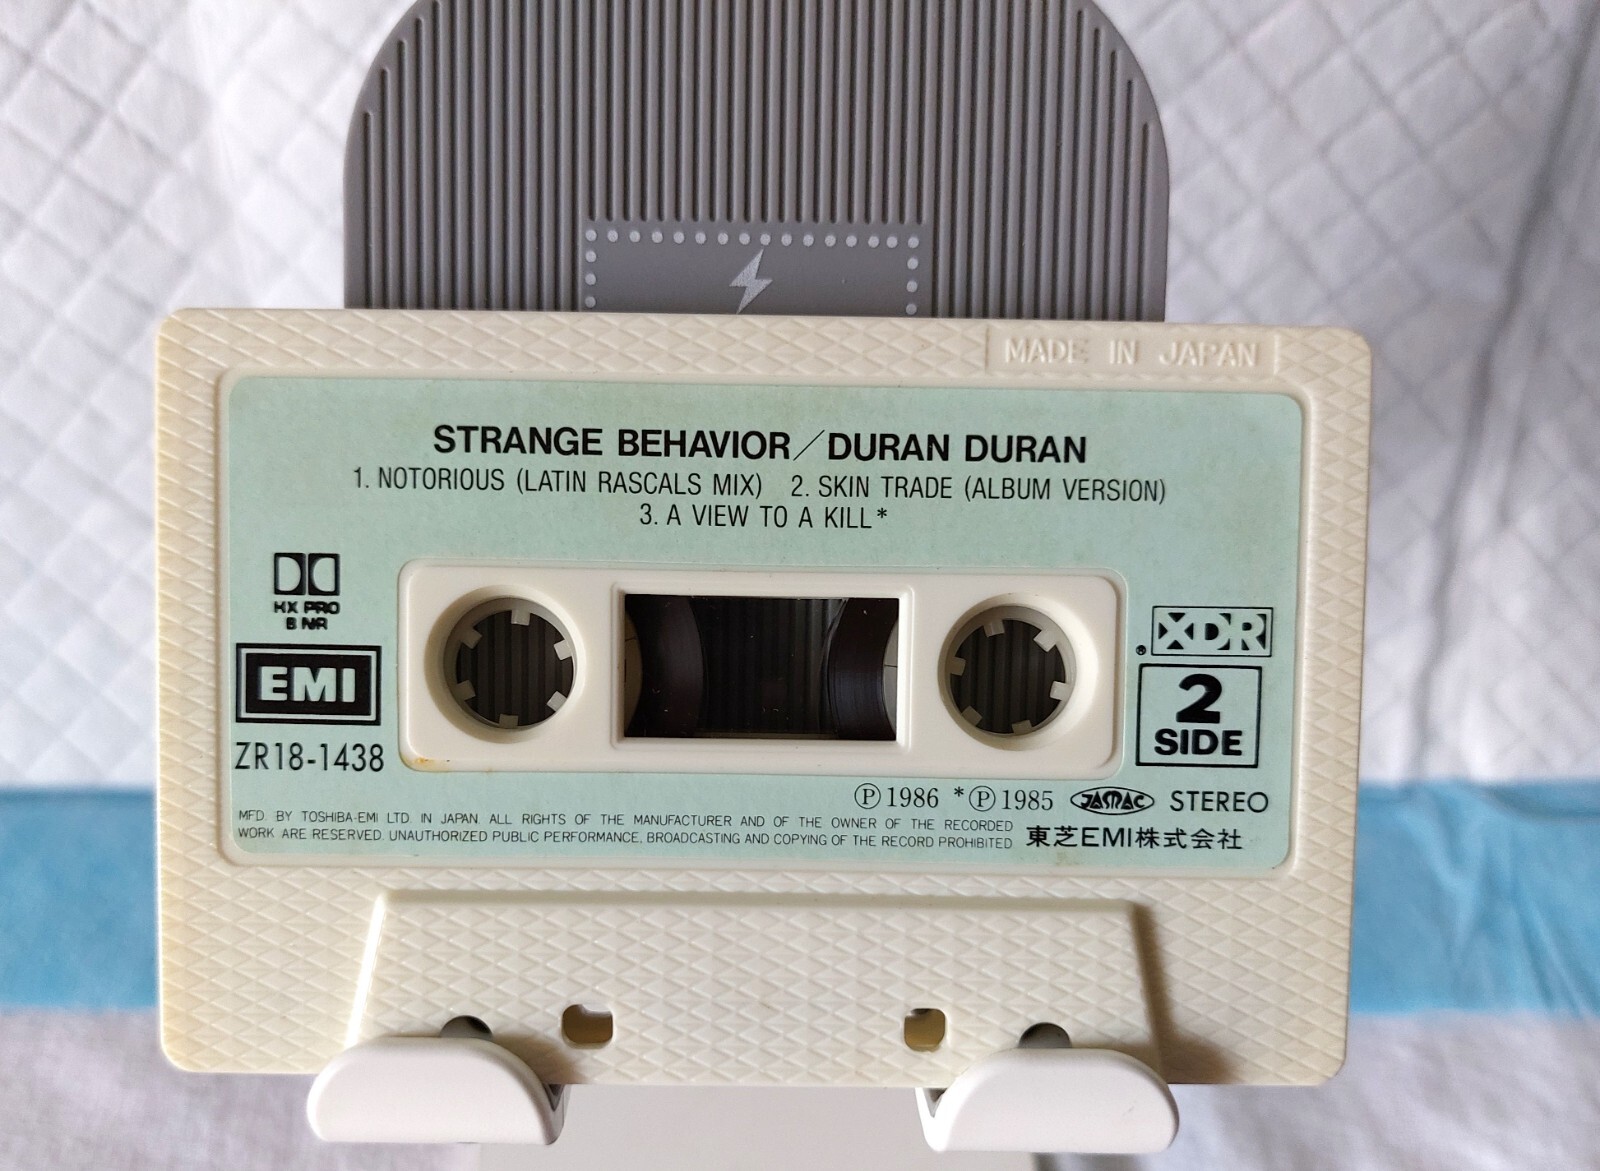 MADE IN JAPAN
STRANGE BEHAVIOR/DURAN DURAN
1. NOTORIOUS (LATIN RASCALS MIX) 2. SKIN TRADE (ALBUM VERSION)
3. A VIEW TO A KILL*
HX PRO
B NR
EMI
ZR18-1438
XDR
®
2
SIDE
Ⓟ1986 *Ⓟ1985 JASRAC STEREO
MFD. BY TOSHIBA-EMI LTD. IN JAPAN. ALL RIGHTS OF THE MANUFACTURER AND OF THE OWNER OF THE RECORDED
WORK ARE RESERVED. UNAUTHORIZED PUBLIC PERFORMANCE, BROADCASTING AND COPYING OF THE RECORD PROHIBITED
東芝EMI株式会社